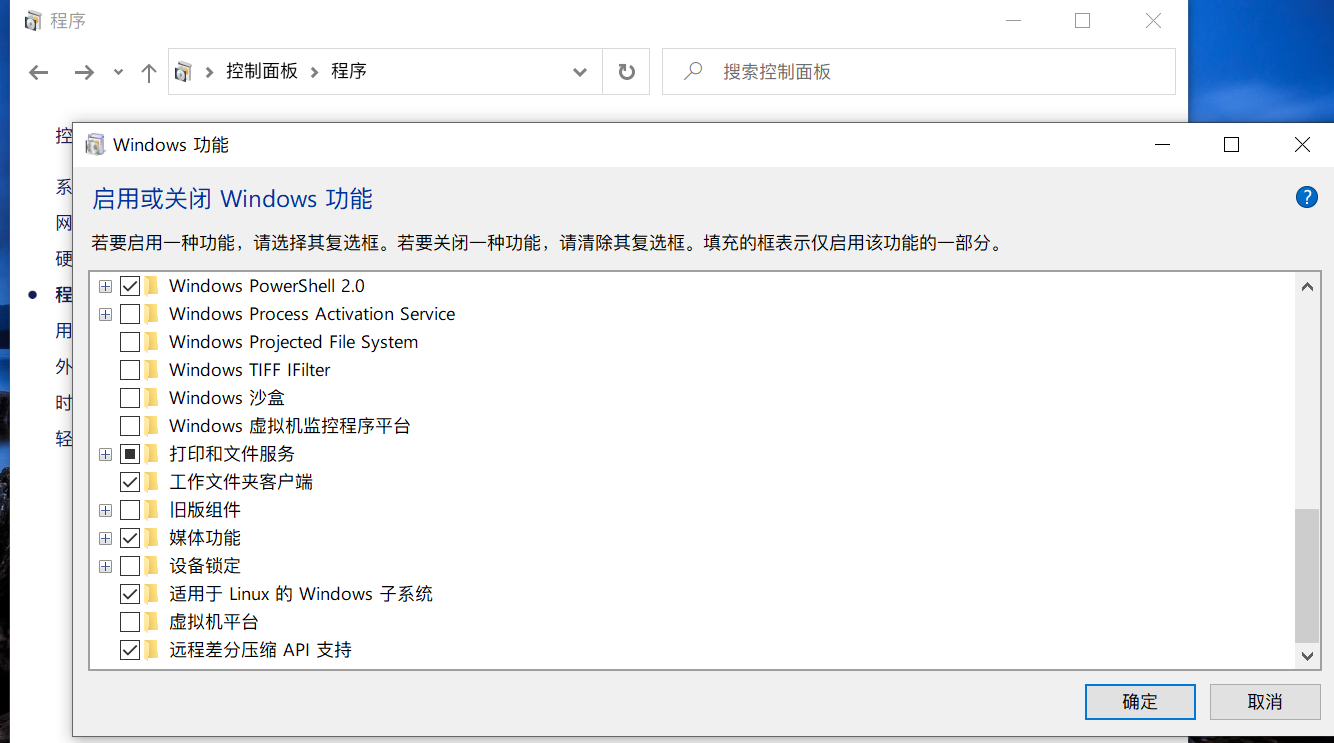 程序
控制面板 程序
搜索控制面板
控
系
网
硬
程
用
外
时
轻
Windows 功能
启用或关闭 Windows 功能
?
若要启用一种功能，请选择其复选框。若要关闭一种功能，请清除其复选框。填充的框表示仅启用该功能的一部分。
Windows PowerShell 2.0
Windows Process Activation Service
Windows Projected File System
Windows TIFF IFilter
Windows 沙盒
Windows 虚拟机监控程序平台
打印和文件服务
工作文件夹客户端
旧版组件
媒体功能
设备锁定
适用于 Linux 的 Windows 子系统
虚拟机平台
远程差分压缩 API 支持
确定 取消